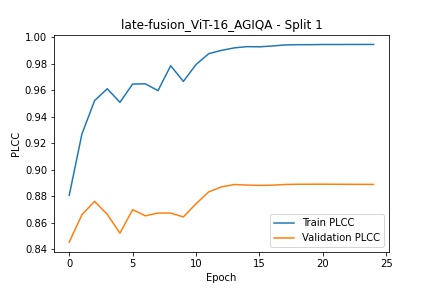 late-fusion_ViT-16_AGIQA - Split 1
1.00
0.98
0.96
0.94
0.92
0.90
0.88
0.86
0.84
PLCC
Train PLCC
Validation PLCC
0 5 10 15 20 25
Epoch